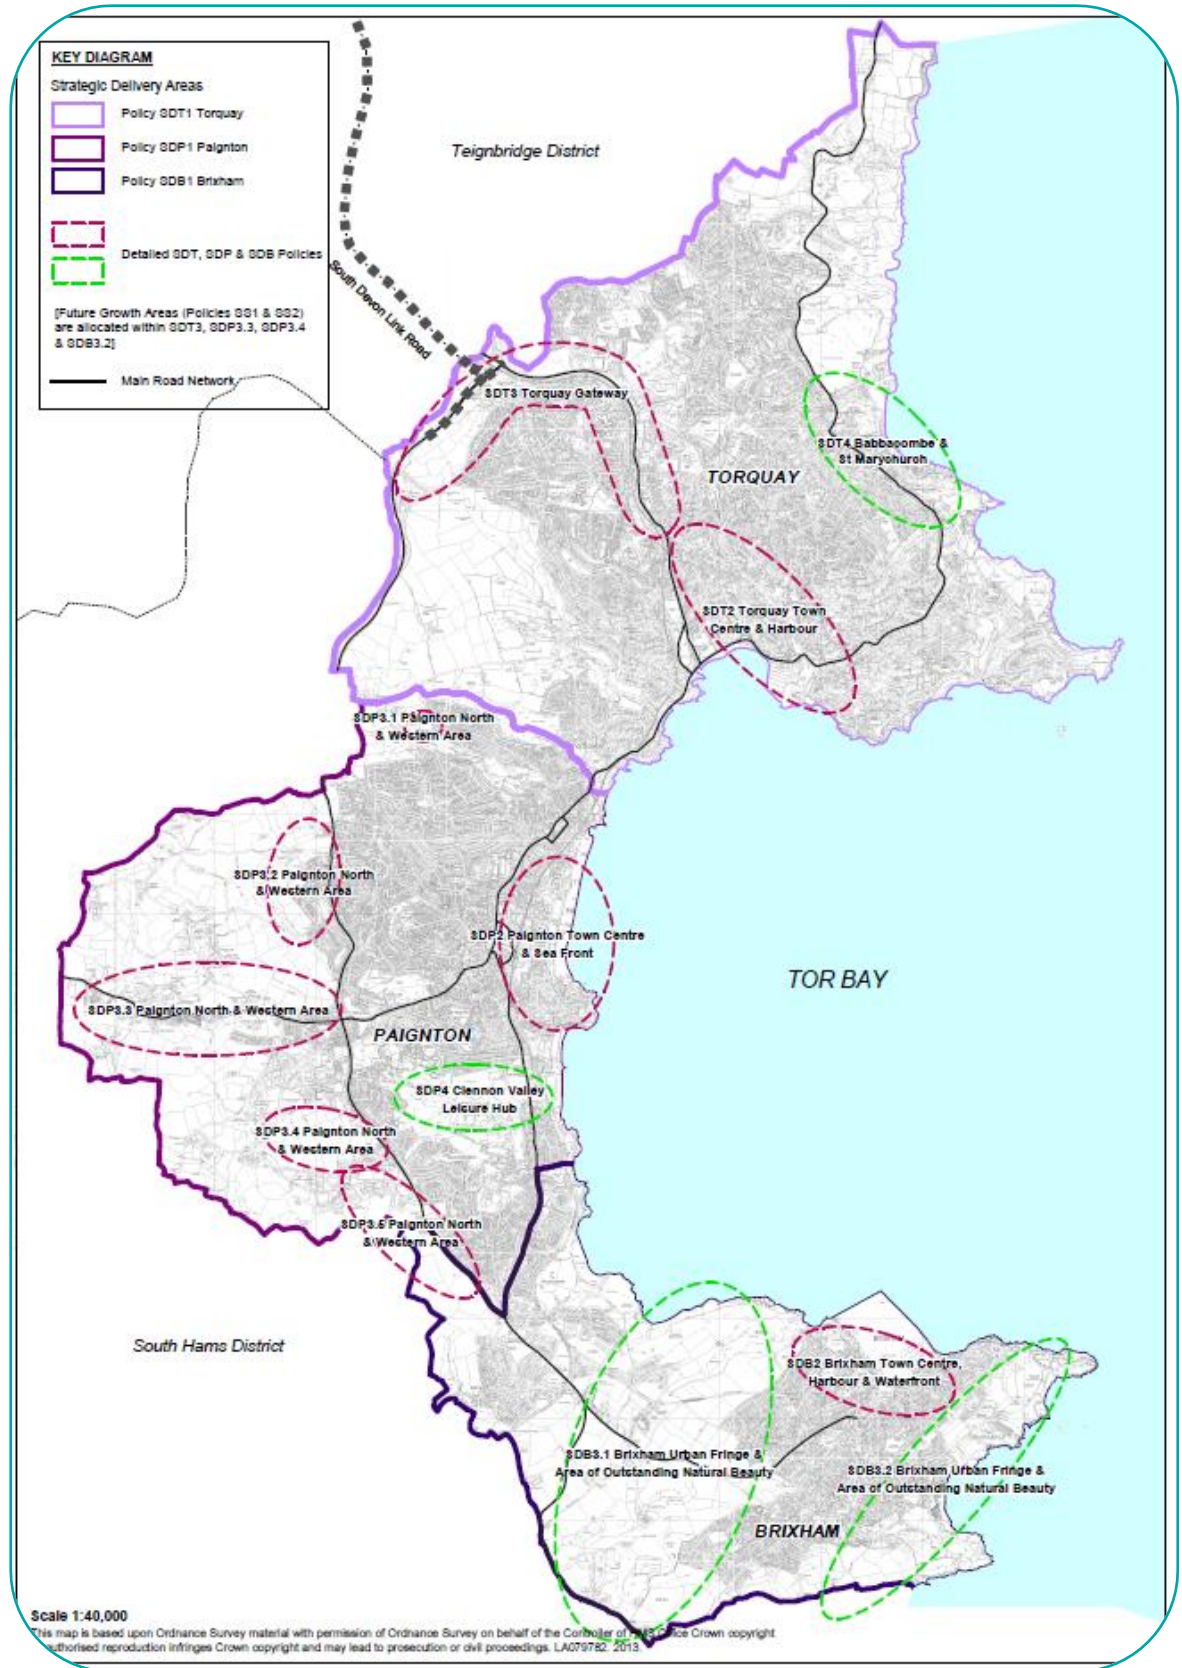 KEY DIAGRAM
Strategic Delivery Areas
Policy SDT1 Torquay
Policy SDP1 Paignton
Policy SDB1 Brixham
Detailed SDT, SDP & SDB Policies
[Future Growth Areas (Policies SS1 & SS2)
are allocated within SDT3, SDP3.3, SDP3.4
& SDB3.2]
Main Road Network
Teignbridge District
South Devon Link Road
SDT3 Torquay Gateway
SDT4 Babbacombe &
St Marychurch
TORQUAY
SDT2 Torquay Town
Centre & Harbour
SDP3.1 Paignton North
& Western Area
SDP3.2 Paignton North
& Western Area
SDP2 Paignton Town Centre
& Sea Front
TOR BAY
SDP3.3 Paignton North & Western Area
PAIGNTON
SDP4 Clennon Valley
Leisure Hub
SDP3.4 Paignton North
& Western Area
SDP3.5 Paignton North
& Western Area
South Hams District
SDB2 Brixham Town Centre,
Harbour & Waterfront
SDB3.1 Brixham Urban Fringe &
Area of Outstanding Natural Beauty
SDB3.2 Brixham Urban Fringe &
Area of Outstanding Natural Beauty
BRIXHAM
Scale 1:40,000
This map is based upon Ordnance Survey material with permission of Ordnance Survey on behalf of the Controller of Crown copyright
reproduction infringes Crown copyright and may lead to prosecution or civil proceedings. LA079782. 2013.